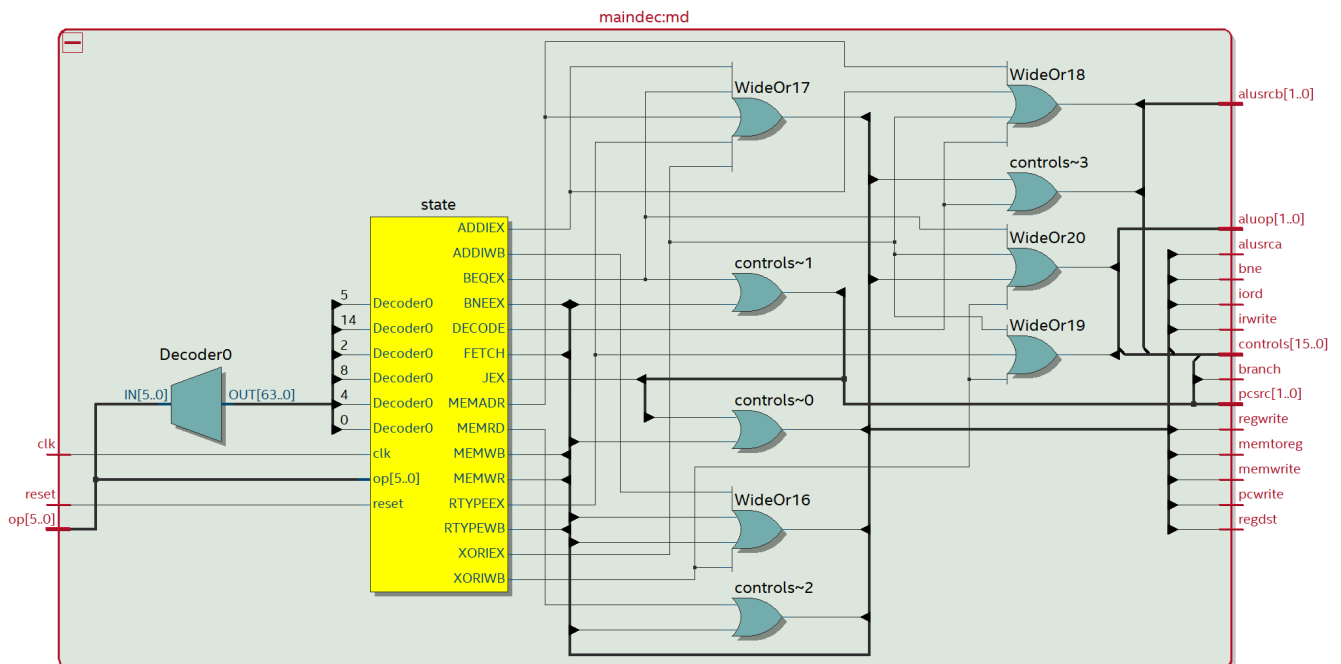 maindec:md
WideOr18
alusrcb[1..0]
WideOr17
controls~3
state
aluop[1..0]
ADDIEX
WideOr20
alusrca
ADDIWB
controls~1
bne
BEQEX
iord
5
Decoder0
BNEEX
irwrite
14
Decoder0
DECODE
WideOr19
controls[15..0]
2
Decoder0
FETCH
Decoder0
branch
8
Decoder0
JEX
pcsrc[1..0]
IN[5..0]
OUT[63..0]
4
Decoder0
MEMADR
controls~0
regwrite
0
Decoder0
MEMRD
clk
memtoreg
clk
MEMWB
memwrite
op[5..0]
MEMWR
reset
pcwrite
reset
RTYPEEX
WideOr16
op[5..0]
regdst
RTYPEWB
XORIEX
XORIWB
controls~2